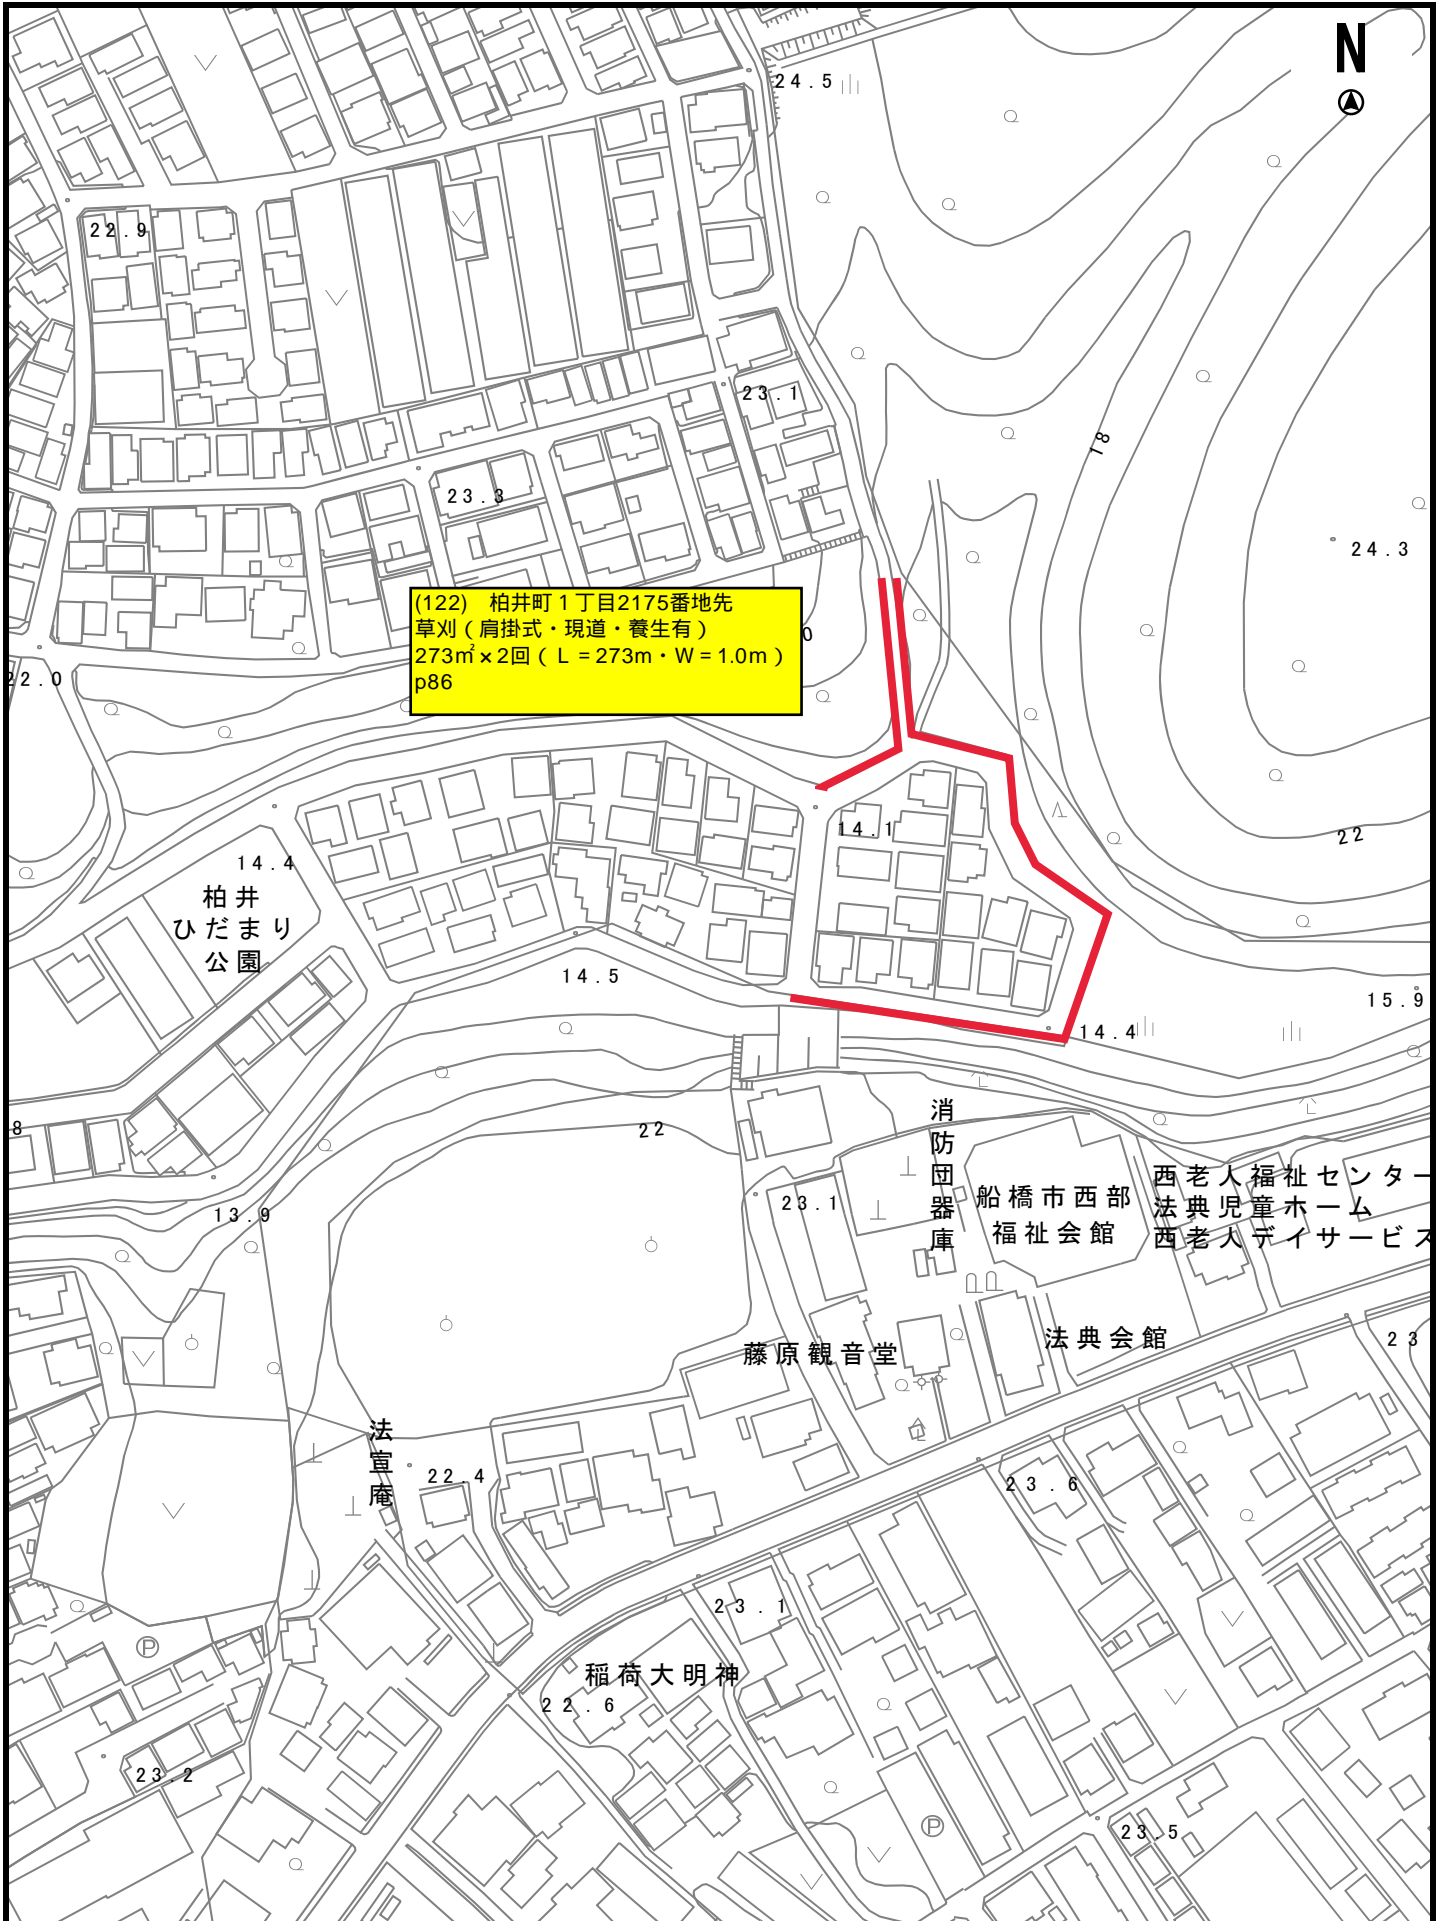 N
24.5
22.9
23.1
18
23.3
24.3
(122) 柏井町1丁目2175番地先
草刈(肩掛式・現道・養生有)
273㎡×2回(L=273m・W=1.0m)
p86
0
22.0
14.1
22
14.4
柏井
ひだまり
公園
14.5
15.9
14.4
8
22
消防団器庫
船橋市西部
福祉会館
西老人福祉センター
法典児童ホーム
西老人デイサービス
23.1
13.9
藤原観音堂
法典会館
23
法宣庵
22.4
23.6
P
23.1
稲荷大明神
22.6
23.2
P
23.5